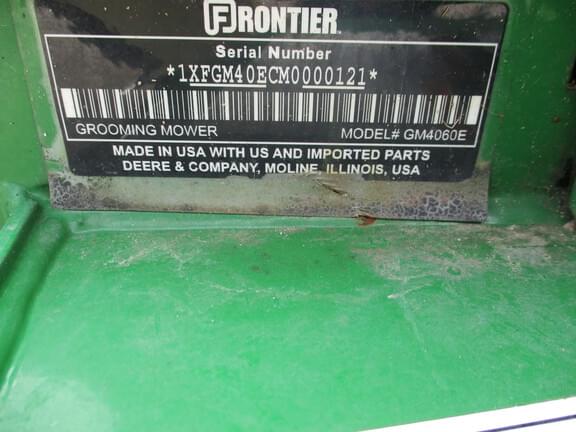 FRONTIER
Serial Number
*1XFGM40ECM0000121*
GROOMING MOWER MODEL# GM4060E
MADE IN USA WITH US AND IMPORTED PARTS
DEERE & COMPANY, MOLINE, ILLINOIS, USA